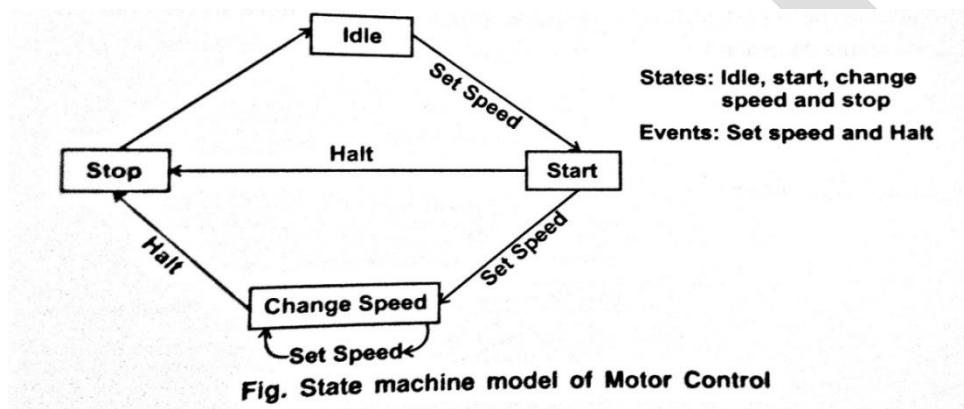 Idle
Set Speed
States: Idle, start, change
speed and stop
Events: Set speed and Halt
Halt
Stop
Start
Halt
Set Speed
Change Speed
Set Speed
Fig. State machine model of Motor Control